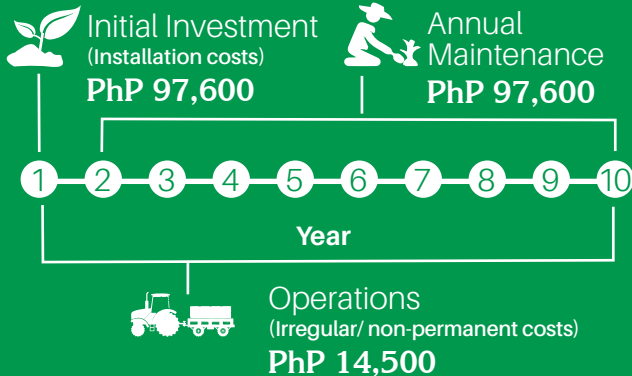 Initial Investment
(Installation costs)
PhP 97,600
Annual
Maintenance
PhP 97,600
1 2 3 4 5 6 7 8 9 10
Year
Operations
(Irregular/ non-permanent costs)
PhP 14,500